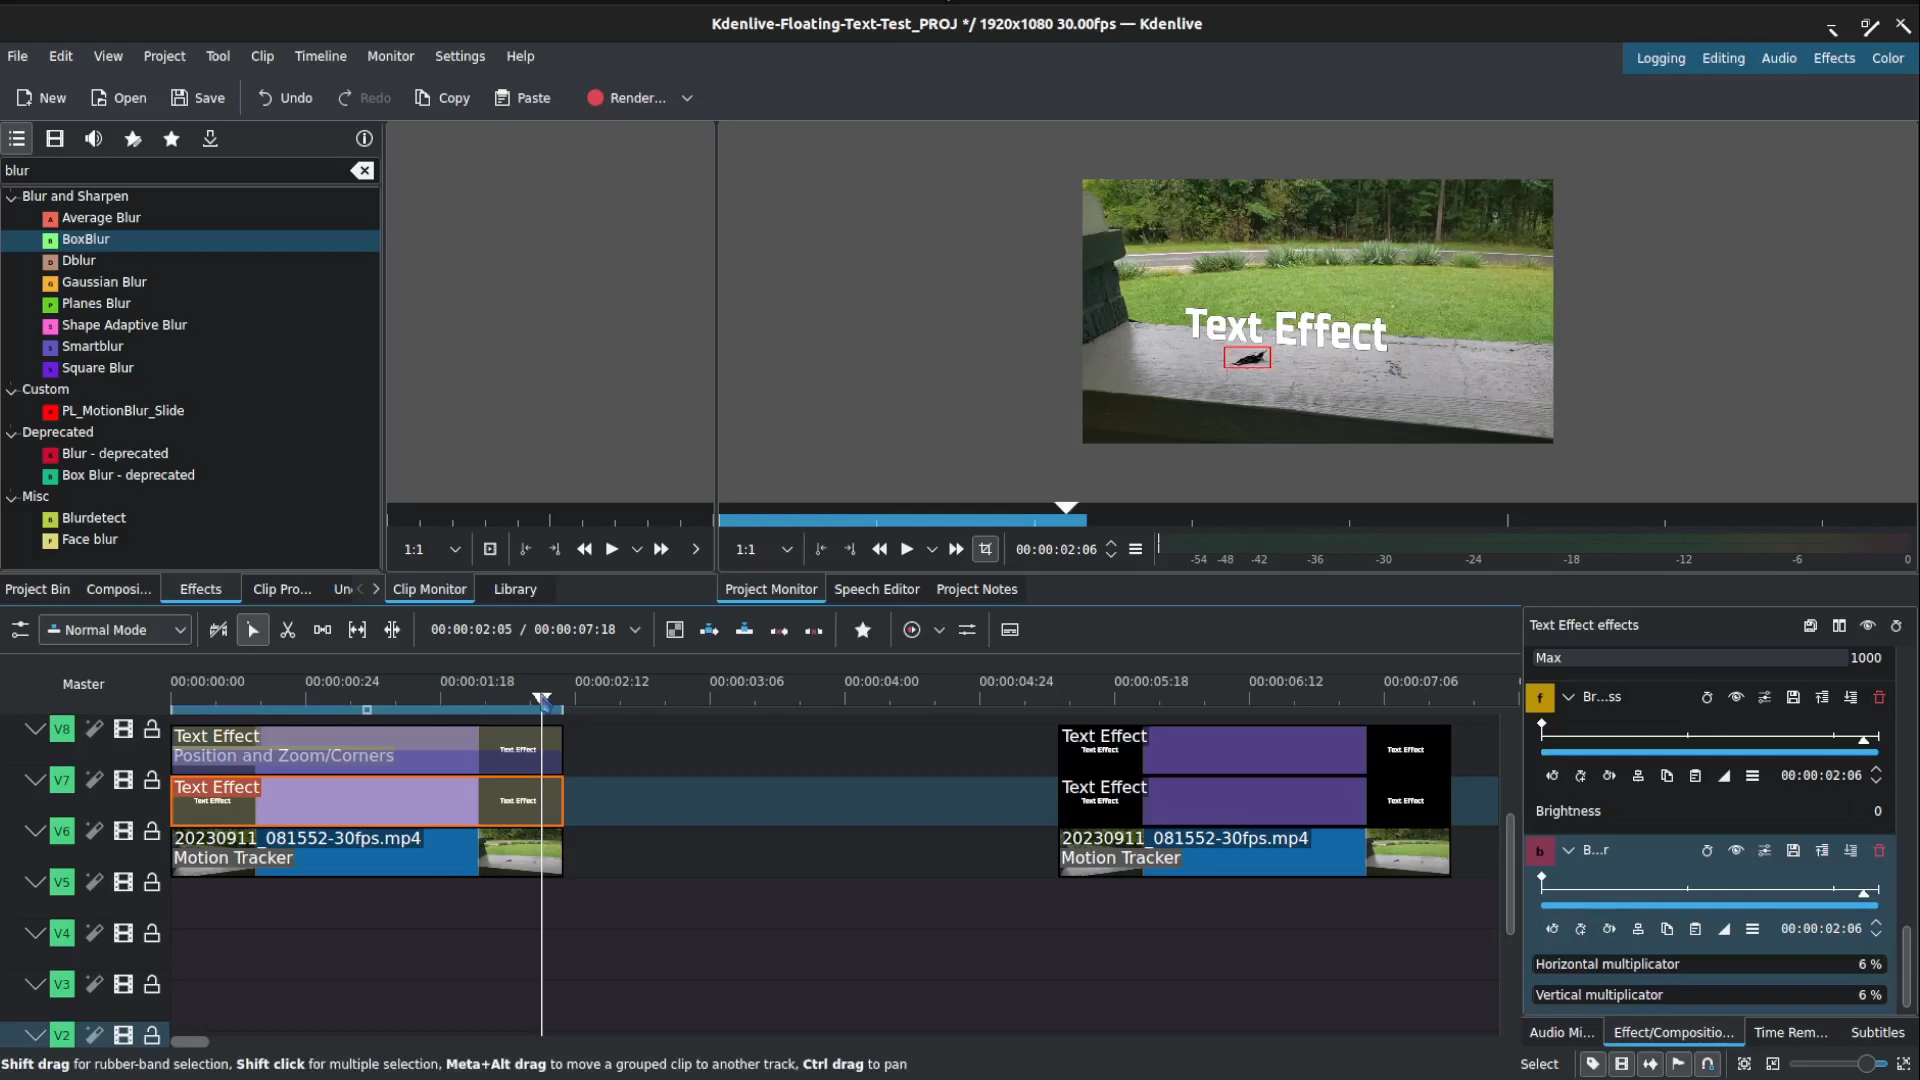 Kdenlive-Floating-Text-Test_PROJ */ 1920x1080 30.00fps — Kdenlive
File Edit View Project Tool Clip Timeline Monitor Settings Help
Logging Editing Audio Effects Color
New Open Save Undo Redo Copy Paste Render...
blur
Blur and Sharpen
Average Blur
BoxBlur
Dblur
Gaussian Blur
Planes Blur
Shape Adaptive Blur
Smartblur
Square Blur
Custom
PL_MotionBlur_Slide
Deprecated
Blur - deprecated
Box Blur - deprecated
Misc
Blurdetect
Face blur
Text Effect
1:1
1:1 00:00:02:06
-54 -48 -42 -36 -30 -24 -18 -12 -6 0
Project Bin Composi... Effects Clip Pro... Un
Clip Monitor Library
Project Monitor Speech Editor Project Notes
Normal Mode 00:00:02:05 / 00:00:07:18
Master
00:00:00:00 00:00:00:24 00:00:01:18 00:00:02:12 00:00:03:06 00:00:04:00 00:00:04:24 00:00:05:18 00:00:06:12 00:00:07:06
V8
Text Effect
Position and Zoom/Corners
Text Effect
Text Effect
Text Effect
Text Effect
V7
Text Effect
Text Effect
Text Effect
Text Effect
Text Effect
Text Effect
V6
20230911_081552-30fps.mp4
Motion Tracker
20230911_081552-30fps.mp4
Motion Tracker
V5
V4
V3
V2
Text Effect effects
Max 1000
f Br...ss
00:00:02:06
Brightness 0
b B...r
00:00:02:06
Horizontal multiplicator 6 %
Vertical multiplicator 6 %
Audio Mi... Effect/Compositio... Time Rem... Subtitles
Shift drag for rubber-band selection, Shift click for multiple selection, Meta+Alt drag to move a grouped clip to another track, Ctrl drag to pan
Select